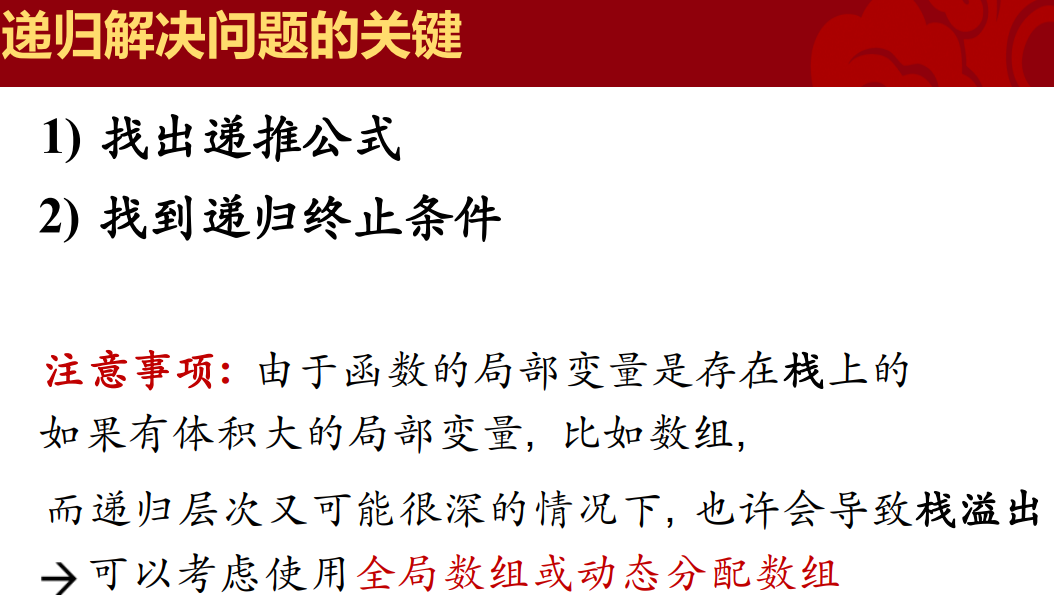 递归解决问题的关键
1) 找出递推公式
2) 找到递归终止条件
注意事项: 由于函数的局部变量是存在栈上的
如果有体积大的局部变量, 比如数组,
而递归层次又可能很深的情况下, 也许会导致栈溢出
→ 可以考虑使用全局数组或动态分配数组